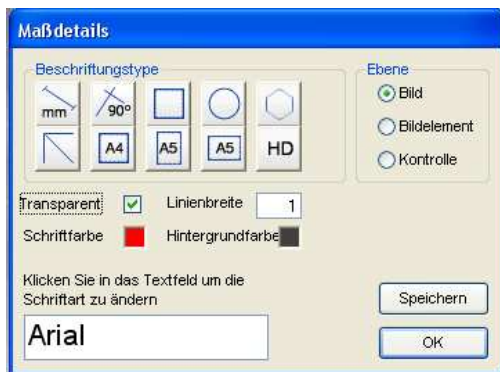 Maßdetails
Beschriftungstype
mm 90° 
A4 A5 A5 HD
Ebene
Bild
Bildelement
Kontrolle
Transparent Linienbreite 1
Schriftfarbe Hintergrundfarbe
Klicken Sie in das Textfeld um die
Schriftart zu ändern
Arial
Speichern
OK